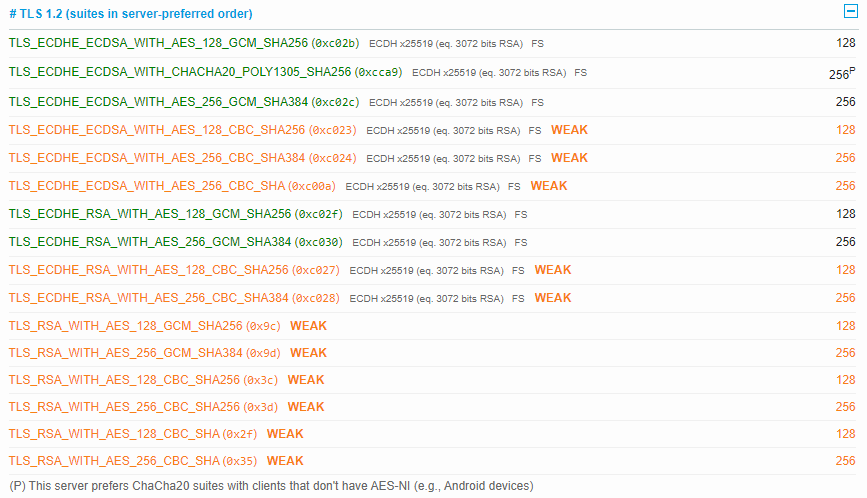 # TLS 1.2 (suites in server-preferred order)
TLS_ECDHE_ECDSA_WITH_AES_128_GCM_SHA256 (0xc02b) ECDH x25519 (eq. 3072 bits RSA) FS 128
TLS_ECDHE_ECDSA_WITH_CHACHA20_POLY1305_SHA256 (0xcca9) ECDH x25519 (eq. 3072 bits RSA) FS 256P
TLS_ECDHE_ECDSA_WITH_AES_256_GCM_SHA384 (0xc02c) ECDH x25519 (eq. 3072 bits RSA) FS 256
TLS_ECDHE_ECDSA_WITH_AES_128_CBC_SHA256 (0xc023) ECDH x25519 (eq. 3072 bits RSA) FS WEAK 128
TLS_ECDHE_ECDSA_WITH_AES_256_CBC_SHA384 (0xc024) ECDH x25519 (eq. 3072 bits RSA) FS WEAK 256
TLS_ECDHE_ECDSA_WITH_AES_256_CBC_SHA (0xc00a) ECDH x25519 (eq. 3072 bits RSA) FS WEAK 256
TLS_ECDHE_RSA_WITH_AES_128_GCM_SHA256 (0xc02f) ECDH x25519 (eq. 3072 bits RSA) FS 128
TLS_ECDHE_RSA_WITH_AES_256_GCM_SHA384 (0xc030) ECDH x25519 (eq. 3072 bits RSA) FS 256
TLS_ECDHE_RSA_WITH_AES_128_CBC_SHA256 (0xc027) ECDH x25519 (eq. 3072 bits RSA) FS WEAK 128
TLS_ECDHE_RSA_WITH_AES_256_CBC_SHA384 (0xc028) ECDH x25519 (eq. 3072 bits RSA) FS WEAK 256
TLS_RSA_WITH_AES_128_GCM_SHA256 (0x9c) WEAK 128
TLS_RSA_WITH_AES_256_GCM_SHA384 (0x9d) WEAK 256
TLS_RSA_WITH_AES_128_CBC_SHA256 (0x3c) WEAK 128
TLS_RSA_WITH_AES_256_CBC_SHA256 (0x3d) WEAK 256
TLS_RSA_WITH_AES_128_CBC_SHA (0x2f) WEAK 128
TLS_RSA_WITH_AES_256_CBC_SHA (0x35) WEAK 256
(P) This server prefers ChaCha20 suites with clients that don't have AES-NI (e.g., Android devices)